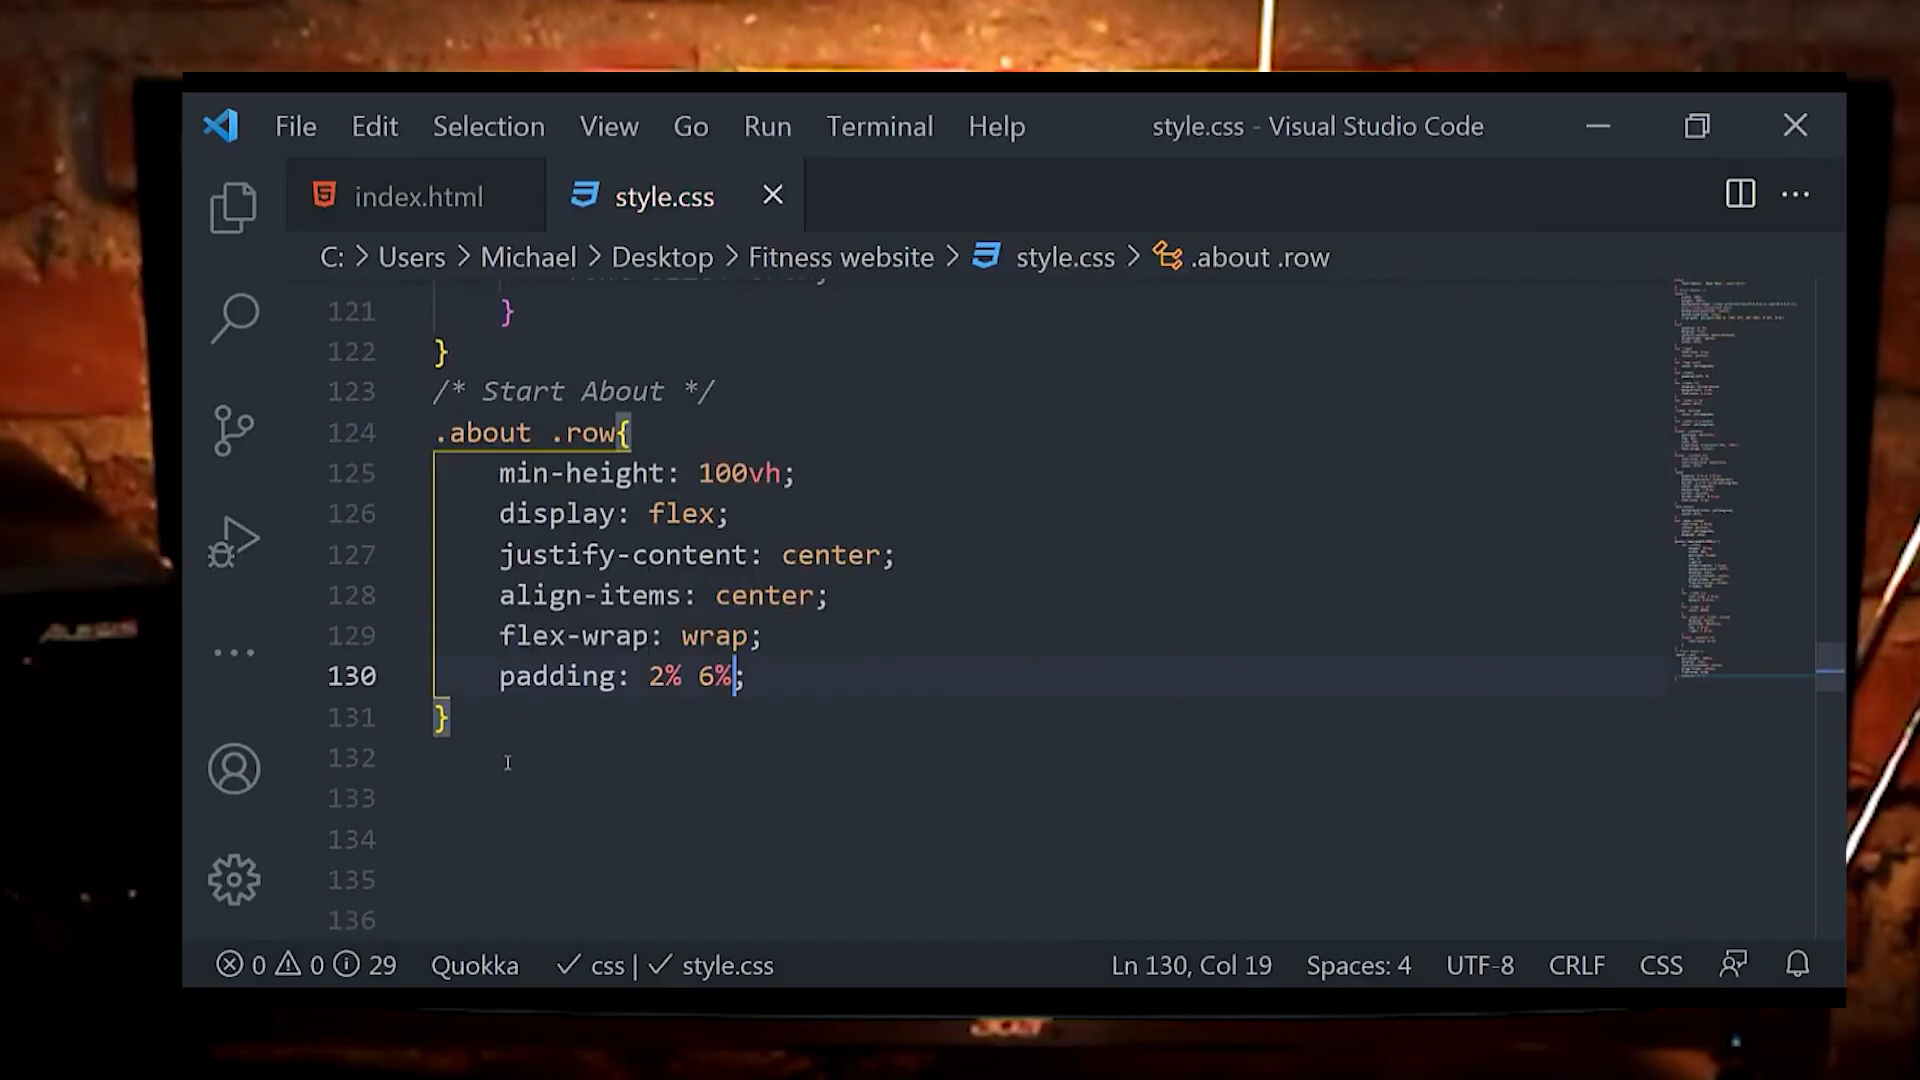 File Edit Selection View Go Run Terminal Help style.css - Visual Studio Code
index.html style.css
C: > Users > Michael > Desktop > Fitness website > style.css > .about .row
121 }
122 }
123 /* Start About */
124 .about .row{
125 min-height: 100vh;
126 display: flex;
127 justify-content: center;
128 align-items: center;
129 flex-wrap: wrap;
130 padding: 2% 6%;
131 }
132
133
134
135
136
0 0 29 Quokka ✓ css | ✓ style.css Ln 130, Col 19 Spaces: 4 UTF-8 CRLF CSS
acer